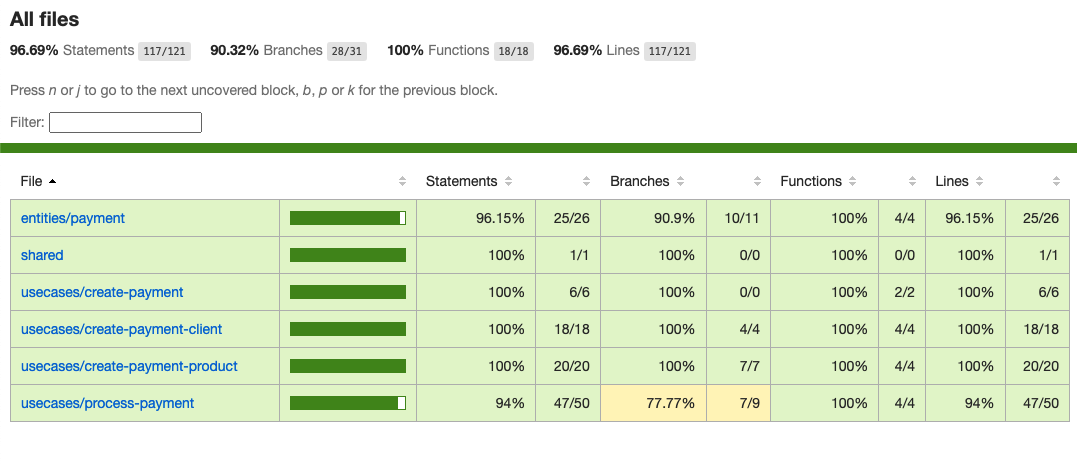 All files
96.69% Statements 117/121 90.32% Branches 28/31 100% Functions 18/18 96.69% Lines 117/121
Press n or j to go to the next uncovered block, b, p or k for the previous block.
Filter:
File Statements Branches Functions Lines
entities/payment 96.15% 25/26 90.9% 10/11 100% 4/4 96.15% 25/26
shared 100% 1/1 100% 0/0 100% 0/0 100% 1/1
usecases/create-payment 100% 6/6 100% 0/0 100% 2/2 100% 6/6
usecases/create-payment-client 100% 18/18 100% 4/4 100% 4/4 100% 18/18
usecases/create-payment-product 100% 20/20 100% 7/7 100% 4/4 100% 20/20
usecases/process-payment 94% 47/50 77.77% 7/9 100% 4/4 94% 47/50